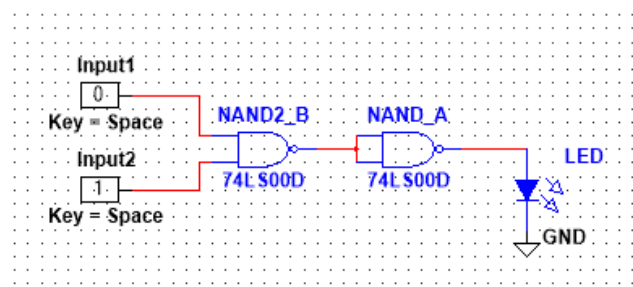 Input1
0
Key = Space
NAND2_B
NAND_A
Input2
74LS00D
74LS00D
LED
1
Key = Space
GND